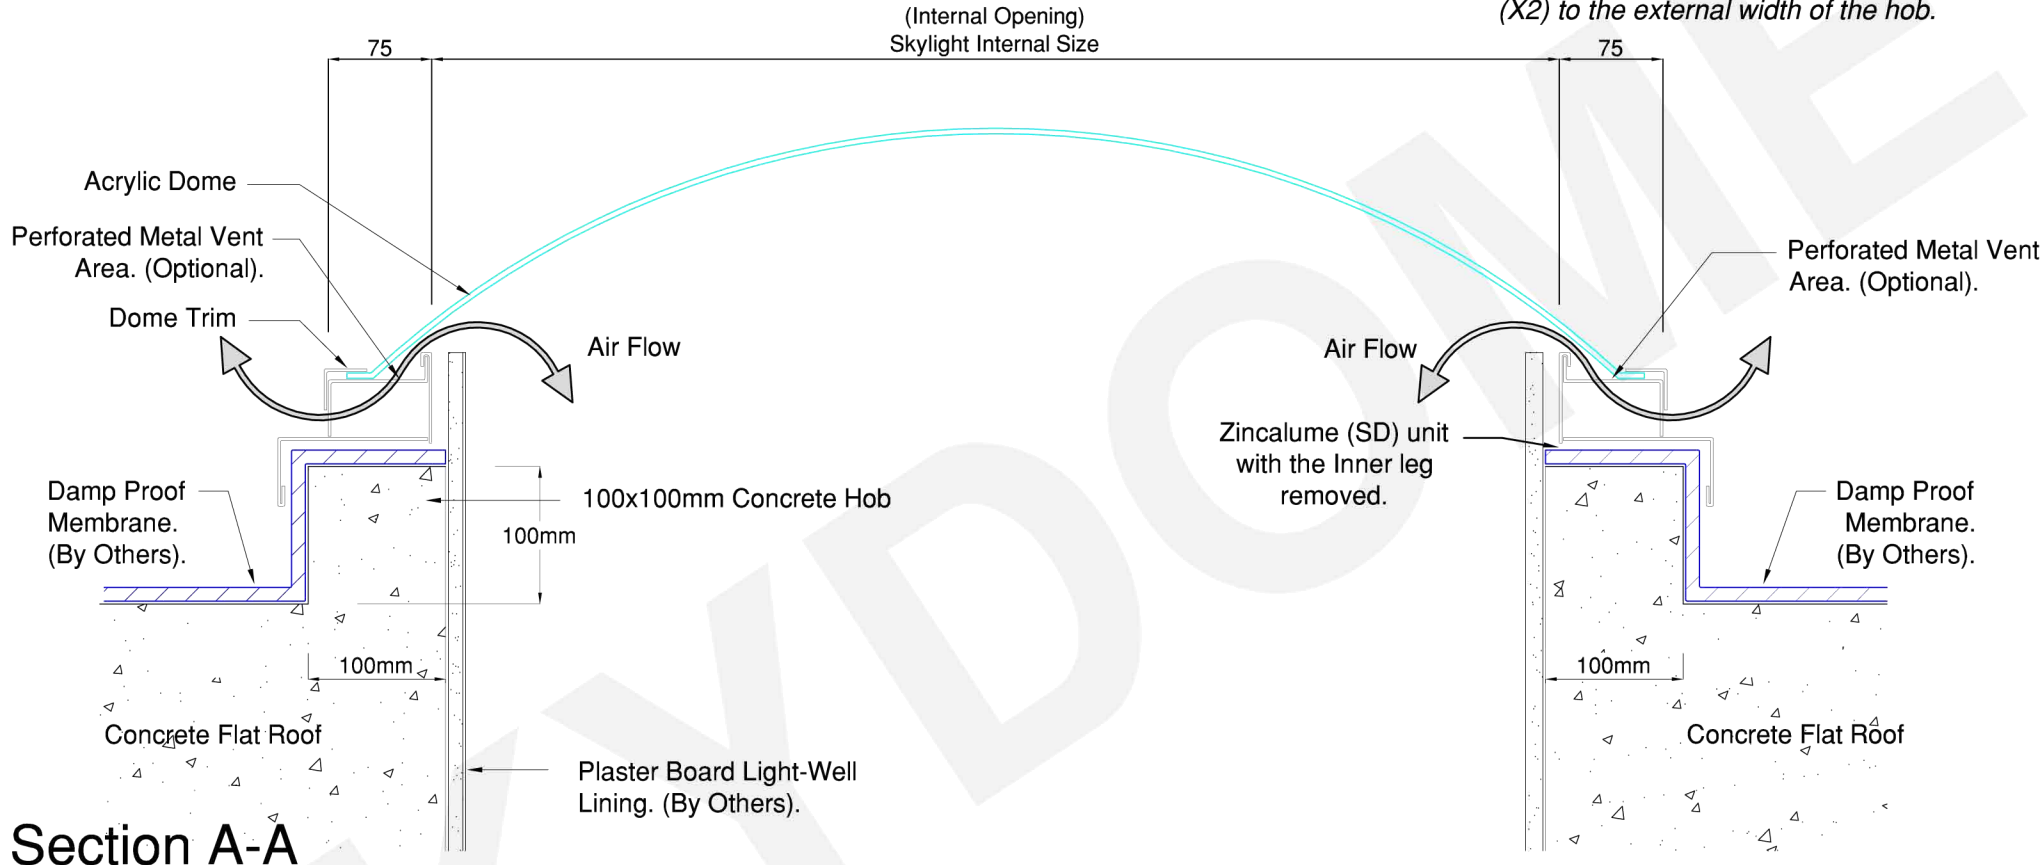 (Internal Opening)
Skylight Internal Size
(X2) to the external width of the hob.
75
75
Acrylic Dome
Perforated Metal Vent
Area. (Optional).
Dome Trim
Air Flow
Air Flow
Perforated Metal Vent
Area. (Optional).
Zincalume (SD) unit
with the Inner leg
removed.
Damp Proof
Membrane.
(By Others).
100x100mm Concrete Hob
100mm
Damp Proof
Membrane.
(By Others).
100mm
100mm
Concrete Flat Roof
Concrete Flat Roof
Plaster Board Light-Well
Lining. (By Others).
Section A-A
YDOME